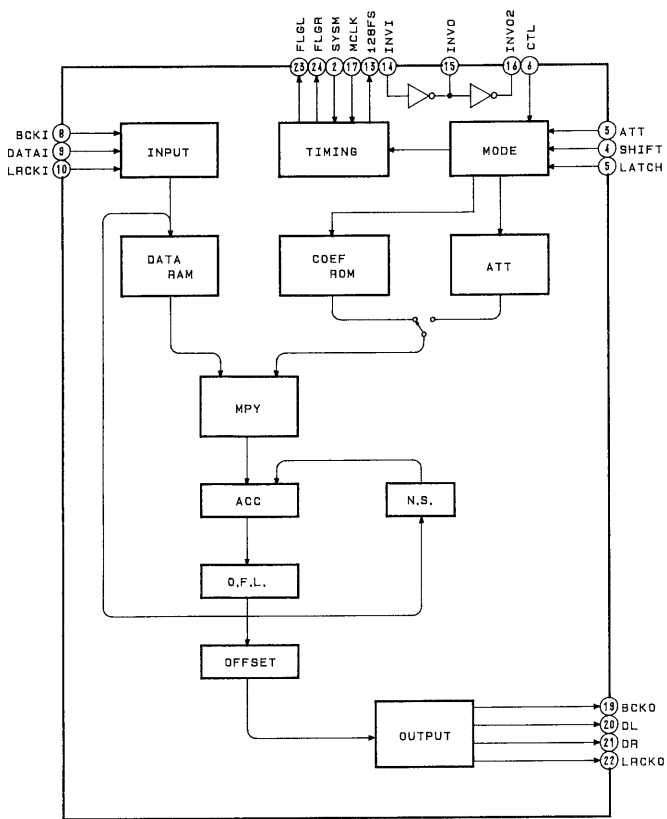 FLGL
FLGR
SYSM
MCLK
128FS
INVI
INVO
INVO2
CTL
23
24
2
17
13
14
15
16
6
BCKI 8
DATAI 9
LRCKI 10
INPUT
TIMING
MODE
3 ATT
4 SHIFT
5 LATCH
DATA
RAM
COEF
ROM
ATT
MPY
ACC
N.S.
O.F.L.
OFFSET
OUTPUT
19 BCKO
20 DL
21 DR
22 LRCKO